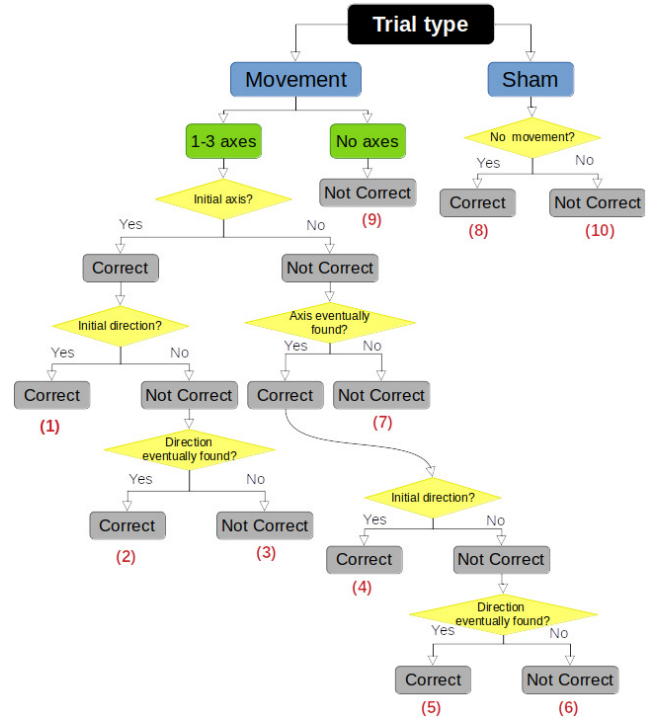 Trial type
Movement
Sham
1-3 axes
No axes
No movement?
Yes
No
Initial axis?
Not Correct
Correct
Not Correct
(9)
(8)
(10)
Yes
No
Correct
Not Correct
Initial direction?
Axis eventually
found?
Yes
No
Yes
No
Correct
Not Correct
Correct
Not Correct
(1)
(7)
Direction
eventually found?
Yes
No
Initial direction?
Yes
No
Correct
Not Correct
(2)
(3)
Correct
Not Correct
(4)
Direction
eventually found?
Yes
No
Correct
Not Correct
(5)
(6)